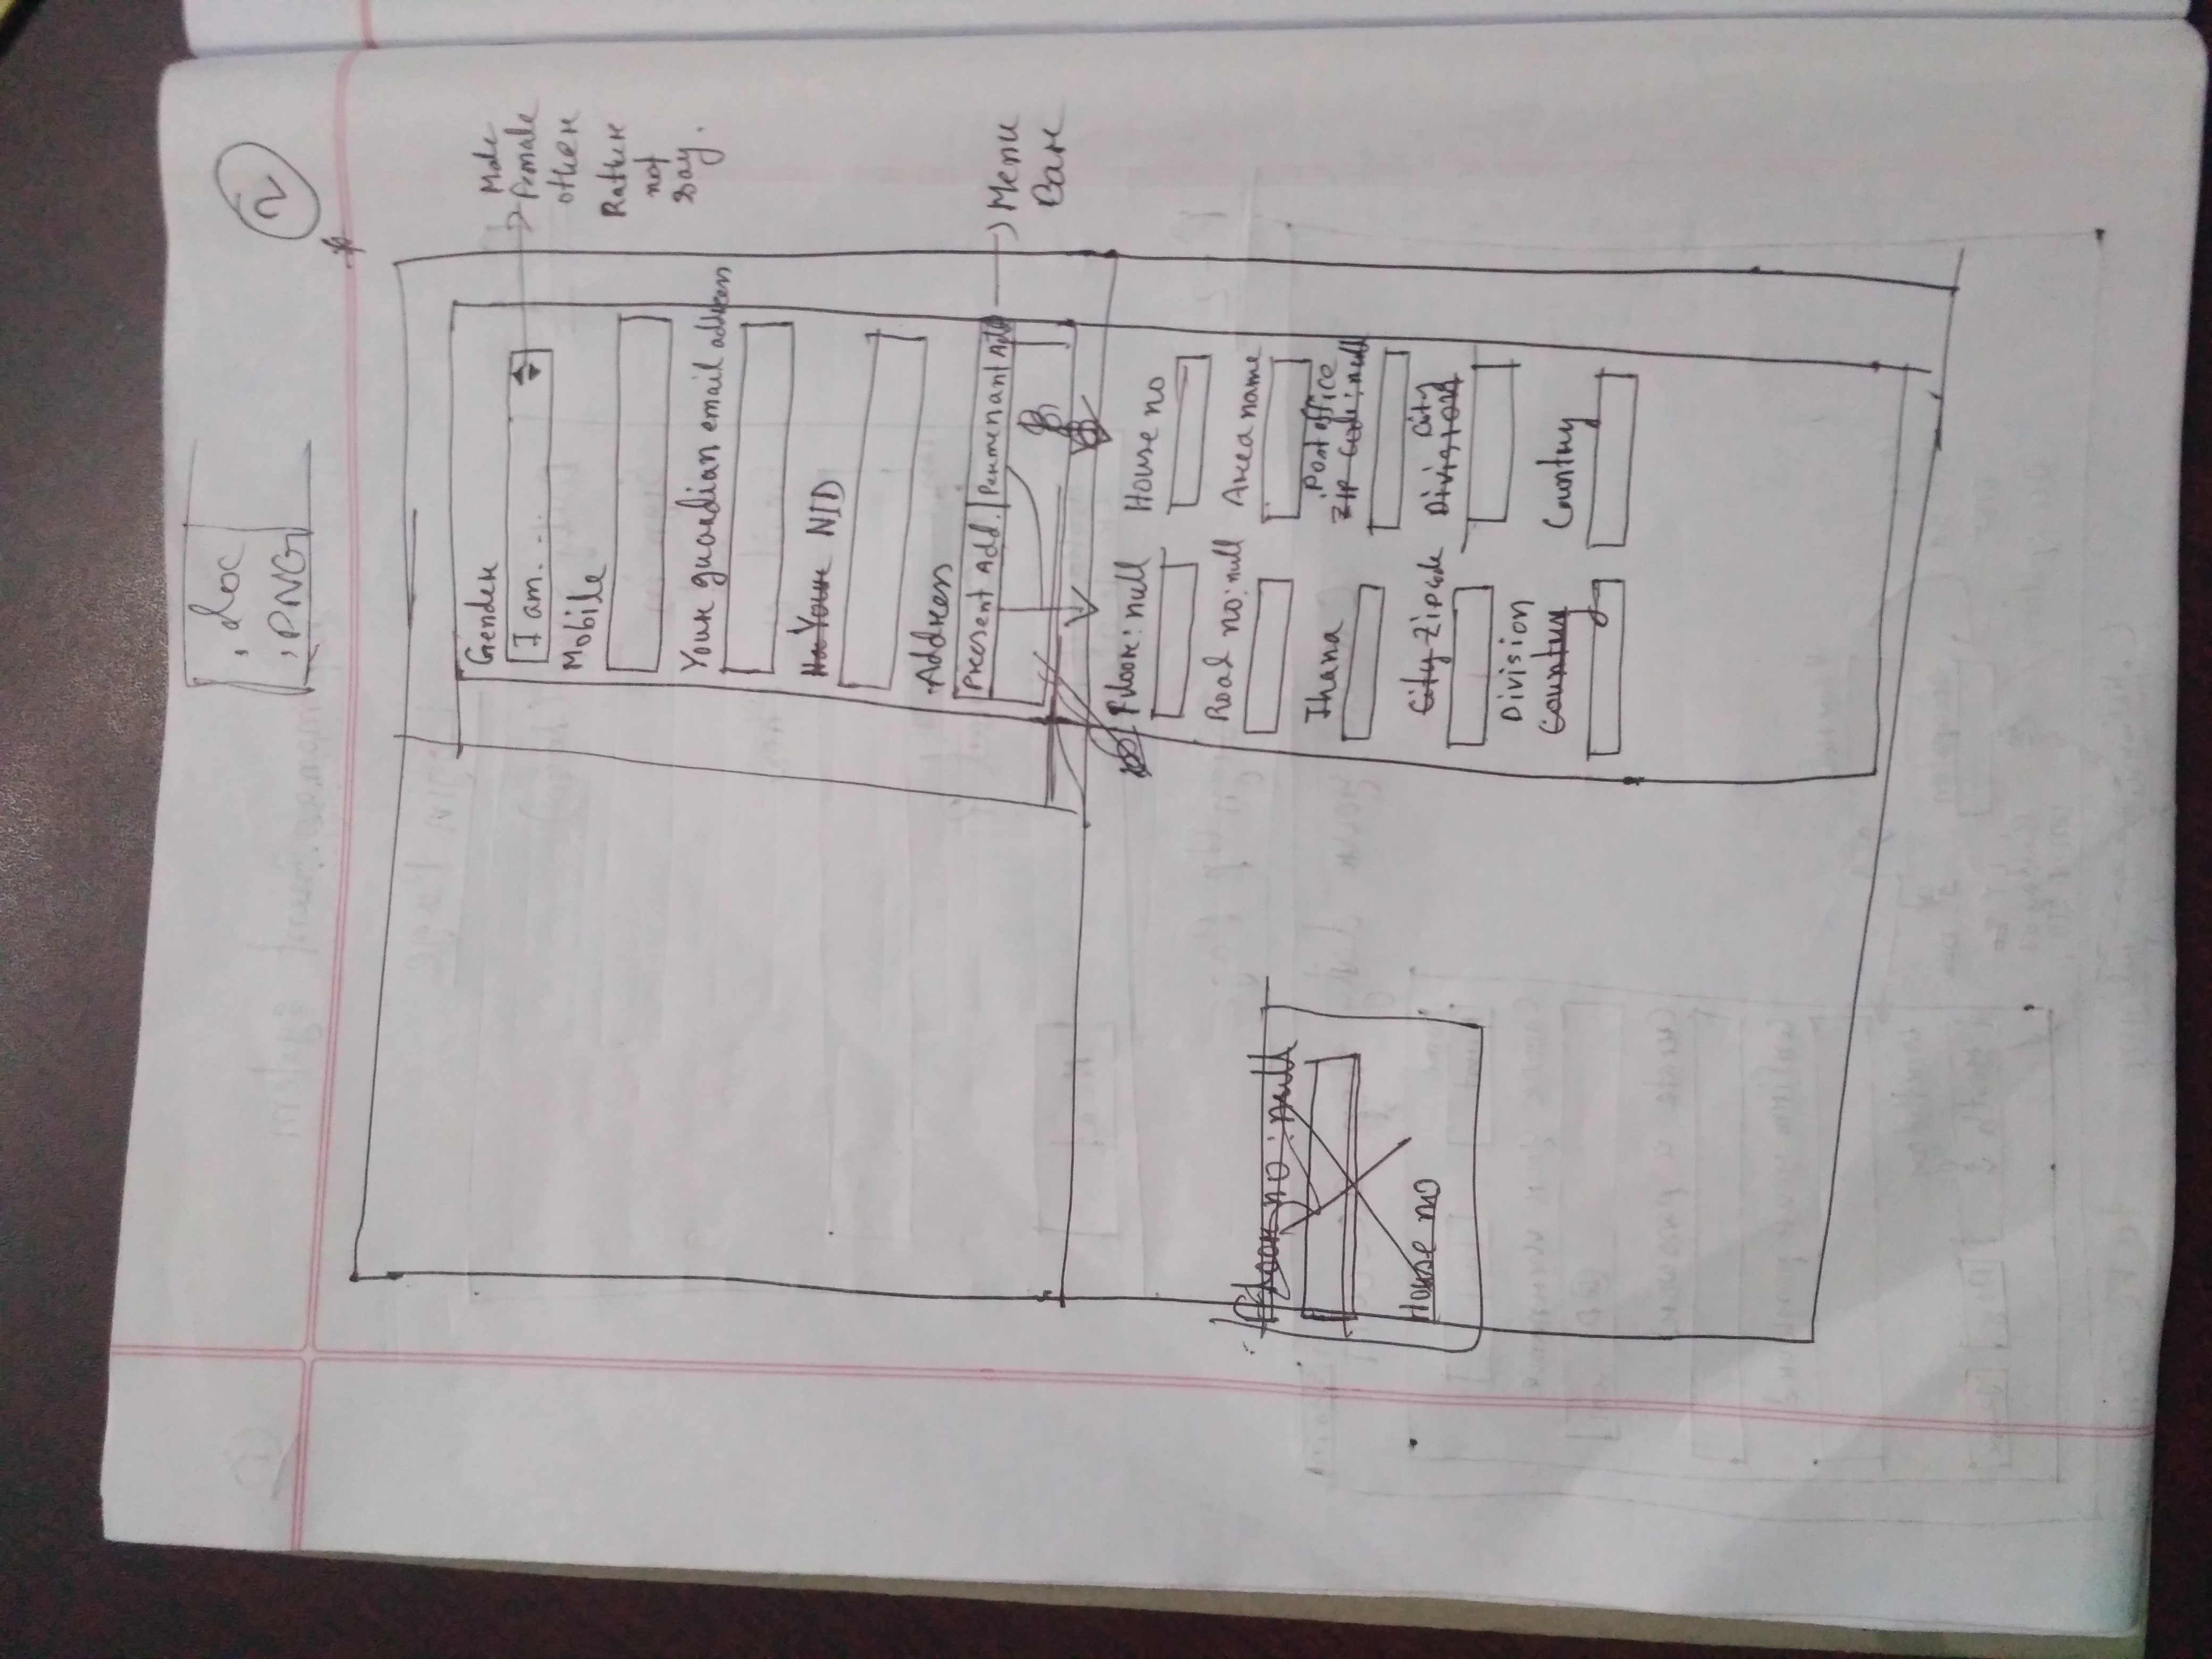 .doc
.PNG
2
Gender
I am...
Male
Female
other
Rather
not
say.
Mobile
Your guardian email address
Your NID
Address
Present Add. Permenant Add
Menu
Bar
Floor: null House no
Road no: null Area name
Thana Post office
ZIP Code: null
City Zip code City
Division
Division
Country Country
Floor no: null
House no